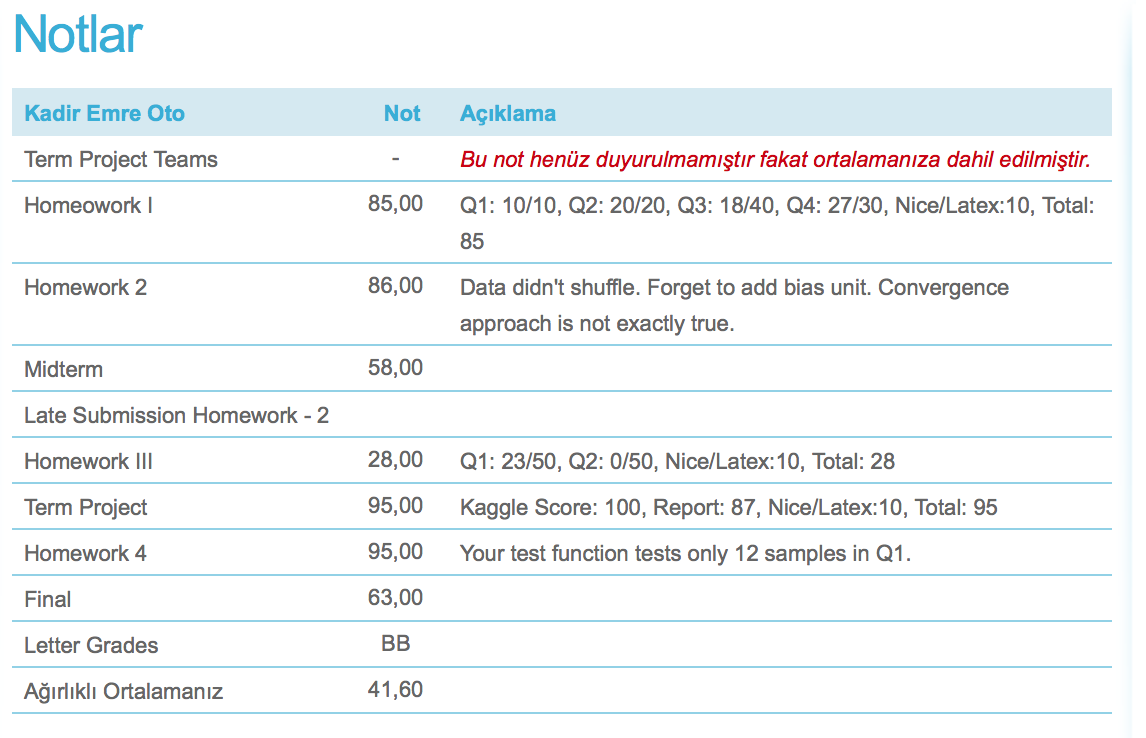 Notlar
Kadir Emre Oto Not Açıklama
Term Project Teams - Bu not henüz duyurulmamıştır fakat ortalamanıza dahil edilmiştir.
Homeowork I 85,00 Q1: 10/10, Q2: 20/20, Q3: 18/40, Q4: 27/30, Nice/Latex:10, Total:
85
Homework 2 86,00 Data didn't shuffle. Forget to add bias unit. Convergence
approach is not exactly true.
Midterm 58,00
Late Submission Homework - 2
Homework III 28,00 Q1: 23/50, Q2: 0/50, Nice/Latex:10, Total: 28
Term Project 95,00 Kaggle Score: 100, Report: 87, Nice/Latex:10, Total: 95
Homework 4 95,00 Your test function tests only 12 samples in Q1.
Final 63,00
Letter Grades BB
Ağırlıklı Ortalamanız 41,60